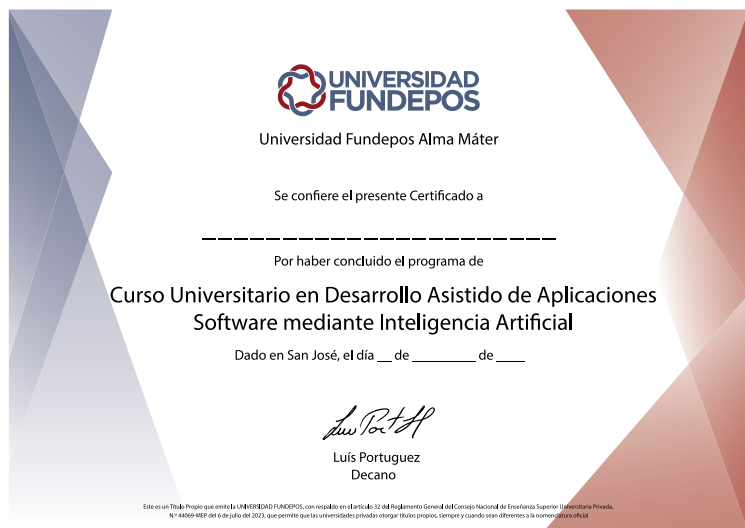 UNIVERSIDAD
FUNDEPOS
Universidad Fundepos Alma Máter
Se confiere el presente Certificado a
Por haber concluido el programa de
Curso Universitario en Desarrollo Asistido de Aplicaciones
Software mediante Inteligencia Artificial
Dado en San José, el día __ de ________ de ____
Luís Portuguez
Decano
Este es un Título Propio que emite la UNIVERSIDAD FUNDEPOS, con respaldo en el artículo 32 del Reglamento General del Consejo Nacional de Enseñanza Superior Universitaria Privada,
N.º 44069-MEP del 6 de julio del 2023, que permite que las universidades privadas otorgar títulos propios, siempre y cuando sean diferentes a la nomenclatura oficial